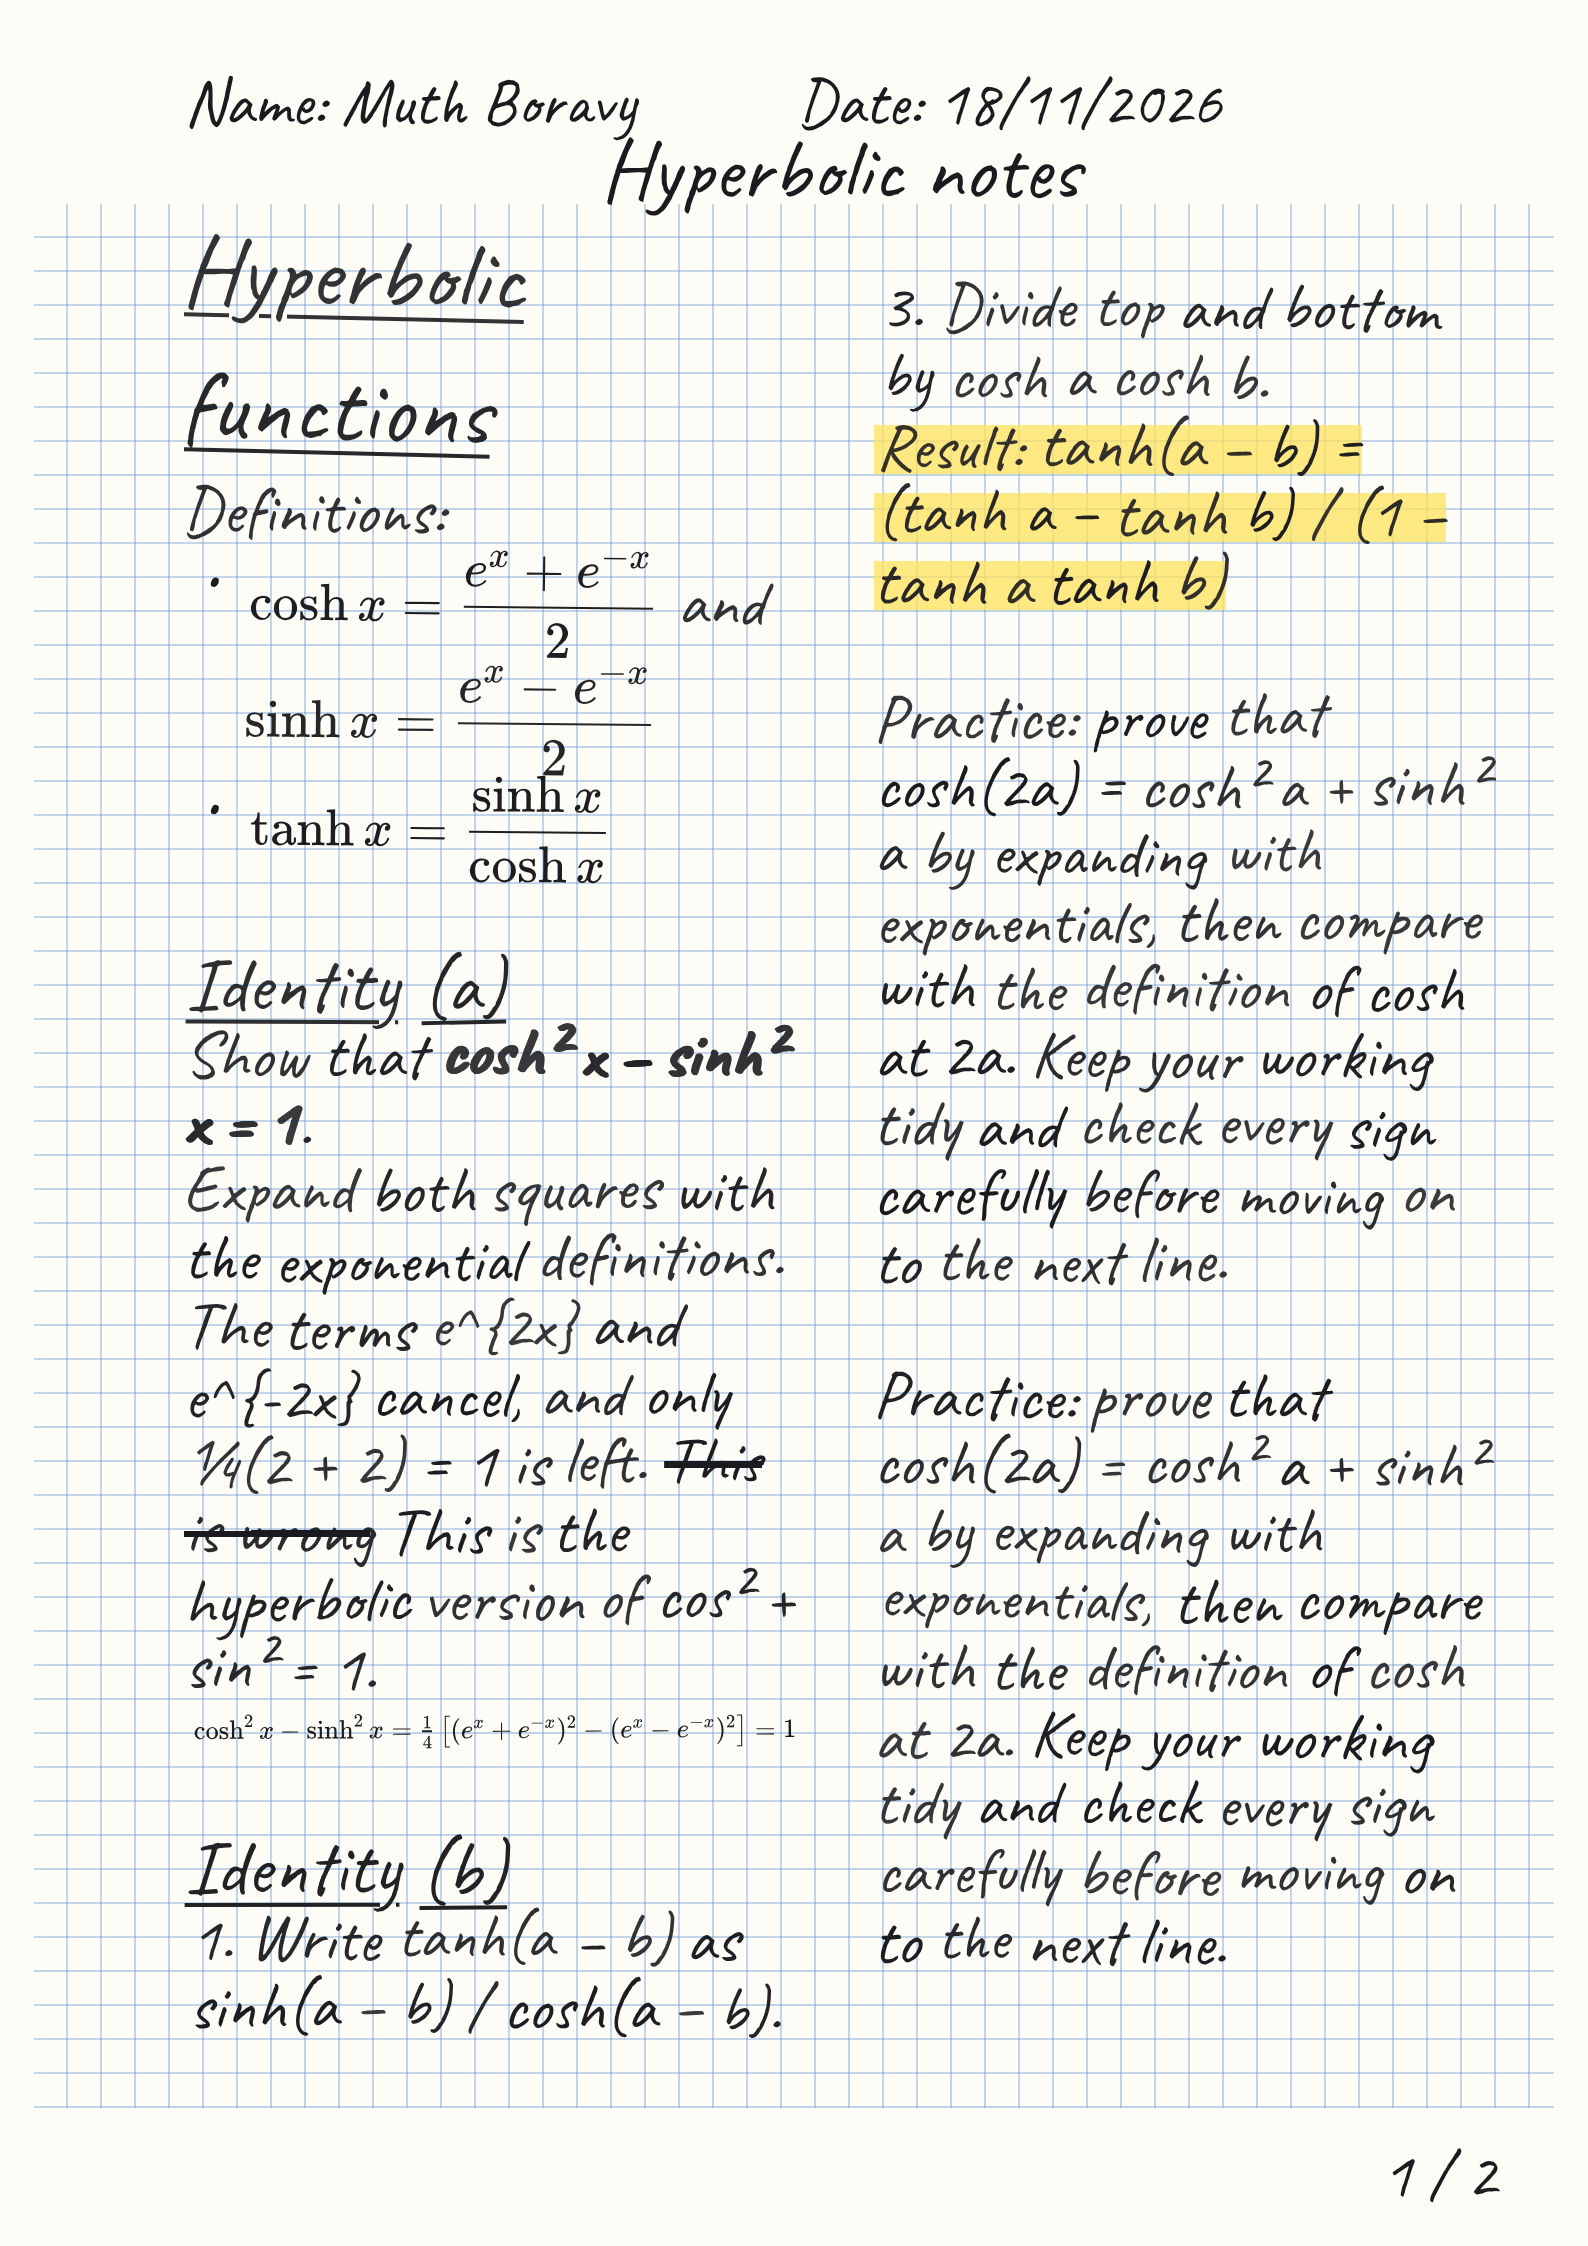 Name: Muth Boravy Date: 18/11/2026
Hyperbolic notes
Hyperbolic
functions
Definitions:
• cosh x = (e^x + e^{-x})/2 and
sinh x = (e^x − e^{-x})/2
• tanh x = sinh x / cosh x
Identity (a)
Show that cosh² x – sinh²
x = 1.
Expand both squares with
the exponential definitions.
The terms e^{2x} and
e^{-2x} cancel, and only
¼(2 + 2) = 1 is left. This
is wrong This is the
hyperbolic version of cos² +
sin² = 1.
cosh² x − sinh² x = 1/4 [(e^x + e^{-x})² − (e^x − e^{-x})²] = 1
Identity (b)
1. Write tanh(a – b) as
sinh(a – b) / cosh(a – b).
3. Divide top and bottom
by cosh a cosh b.
Result: tanh(a – b) =
(tanh a – tanh b) / (1 –
tanh a tanh b)
Practice: prove that
cosh(2a) = cosh² a + sinh²
a by expanding with
exponentials, then compare
with the definition of cosh
at 2a. Keep your working
tidy and check every sign
carefully before moving on
to the next line.
Practice: prove that
cosh(2a) = cosh² a + sinh²
a by expanding with
exponentials, then compare
with the definition of cosh
at 2a. Keep your working
tidy and check every sign
carefully before moving on
to the next line.
1 / 2